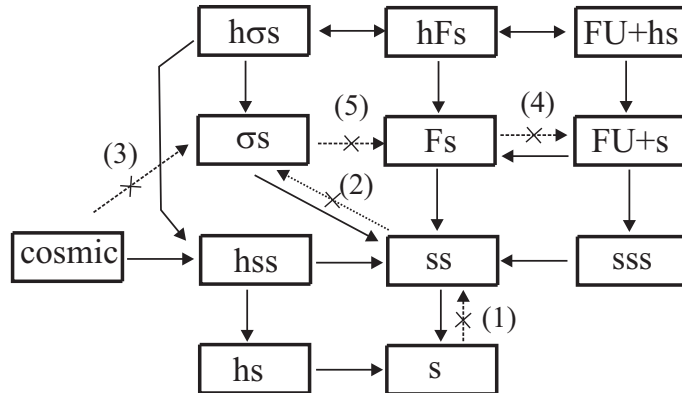 hσs hFs FU+hs
(5) (4)
(3) σs Fs FU+s
(2)
cosmic hss ss sss
(1)
hs s